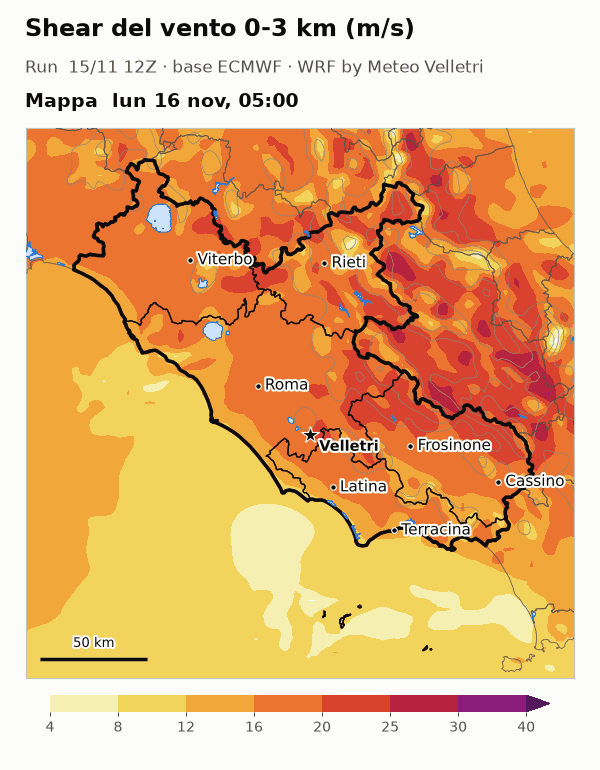 Shear del vento 0-3 km (m/s)
Run  15/11 12Z · base ECMWF · WRF by Meteo Velletri
Mappa  lun 16 nov, 05:00
Viterbo
Rieti
Roma
Velletri
Frosinone
Cassino
Latina
Terracina
50 km
4 8 12 16 20 25 30 40